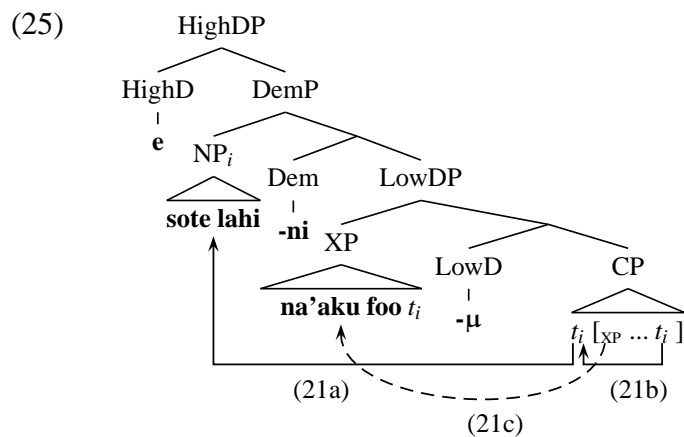 (25)
HighDP
HighD DemP
e
NPi
Dem LowDP
sote lahi
-ni
XP
LowD CP
na'aku foo ti
-μ
ti [XP ... ti ]
(21a) (21b)
(21c)